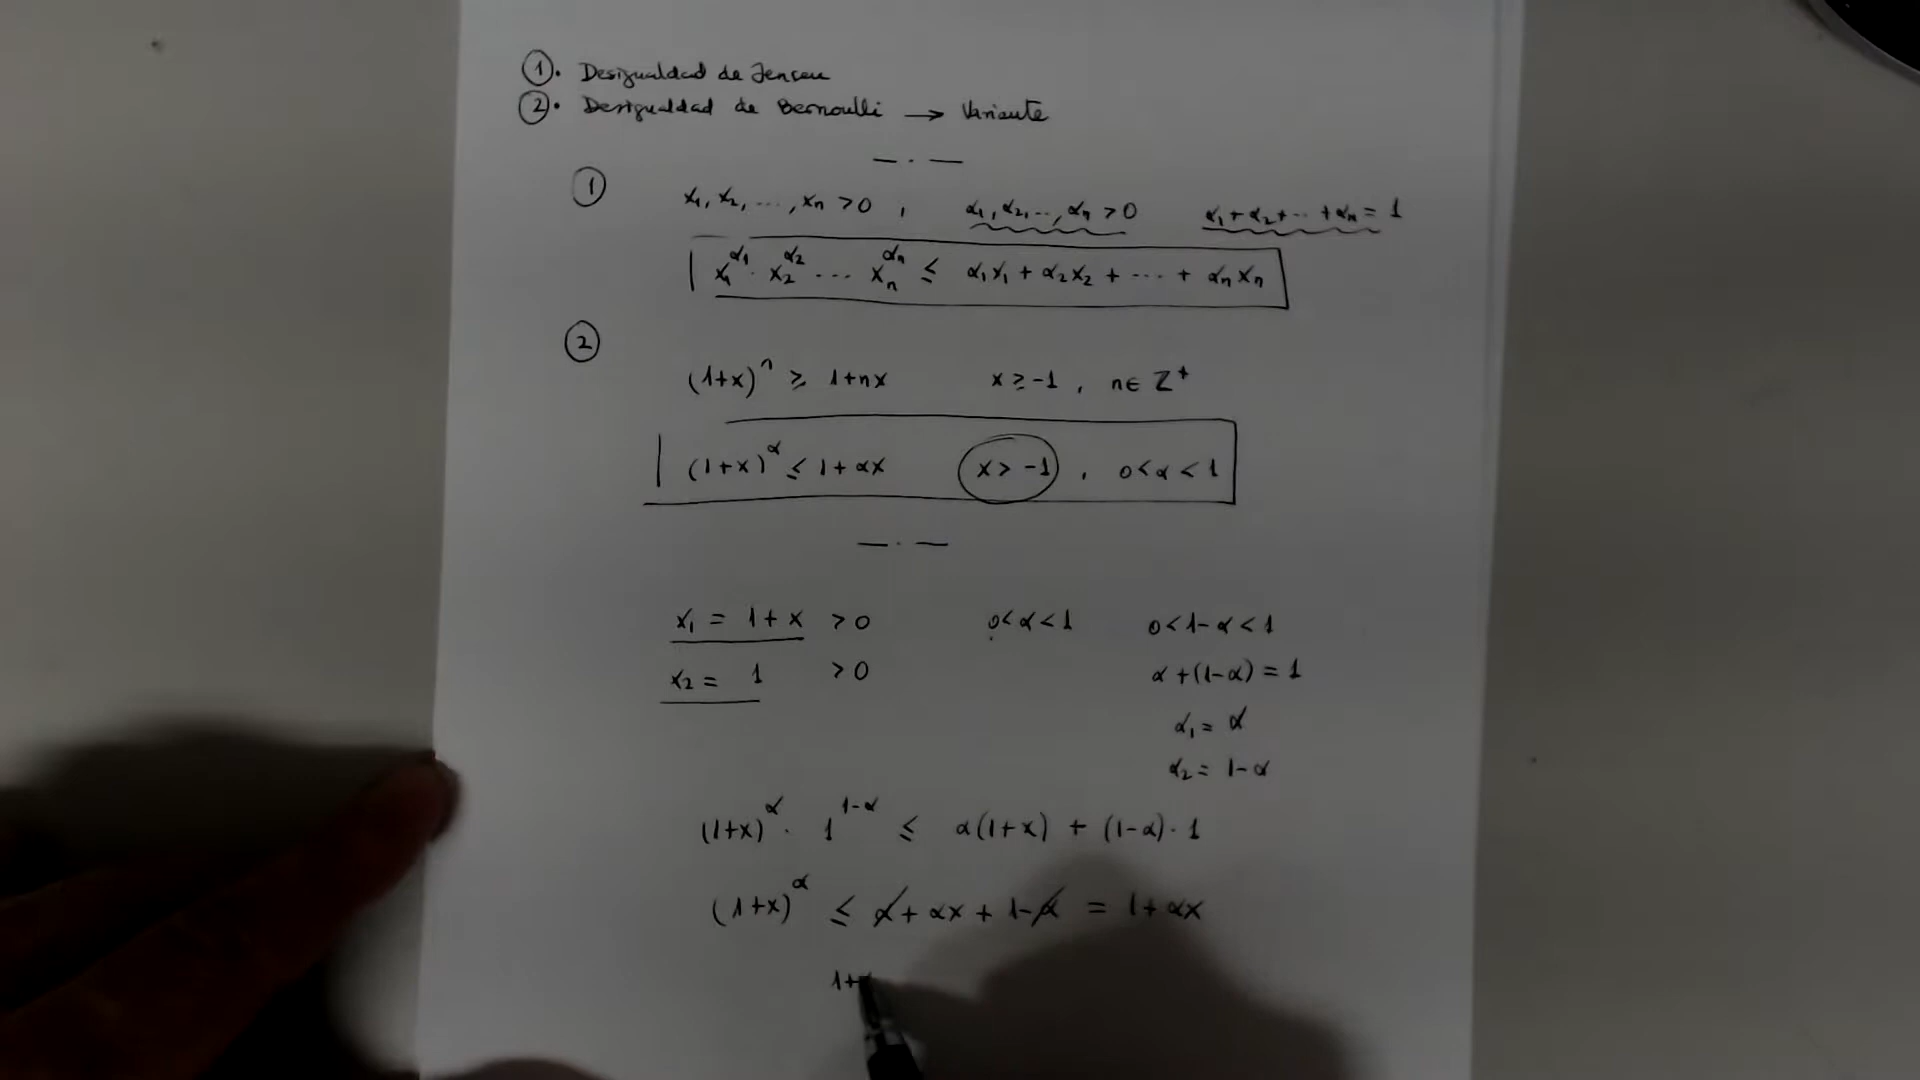 ①. Desigualdad de Jensen
②. Desigualdad de Bernoulli → Variante
— . —
① x₁, x₂, ..., xₙ > 0 , α₁, α₂, .., αₙ > 0 α₁ + α₂ + ·· + αₙ = 1
x₁^α₁ · x₂^α₂ ... xₙ^αₙ ≤ α₁x₁ + α₂x₂ + ··· + αₙxₙ
②
(1+x)^n ≥ 1+nx x ≥ -1 , n ∈ Z⁺
(1+x)^α ≤ 1+αx x > -1 , 0 < α < 1
— . —
x₁ = 1+x > 0 0 < α < 1 0 < 1-α < 1
x₂ = 1 > 0 α + (1-α) = 1
α₁ = α
α₂ = 1-α
(1+x)^α · 1^(1-α) ≤ α(1+x) + (1-α) · 1
(1+x)^α ≤ α + αx + 1 - α = 1 + αx
1+